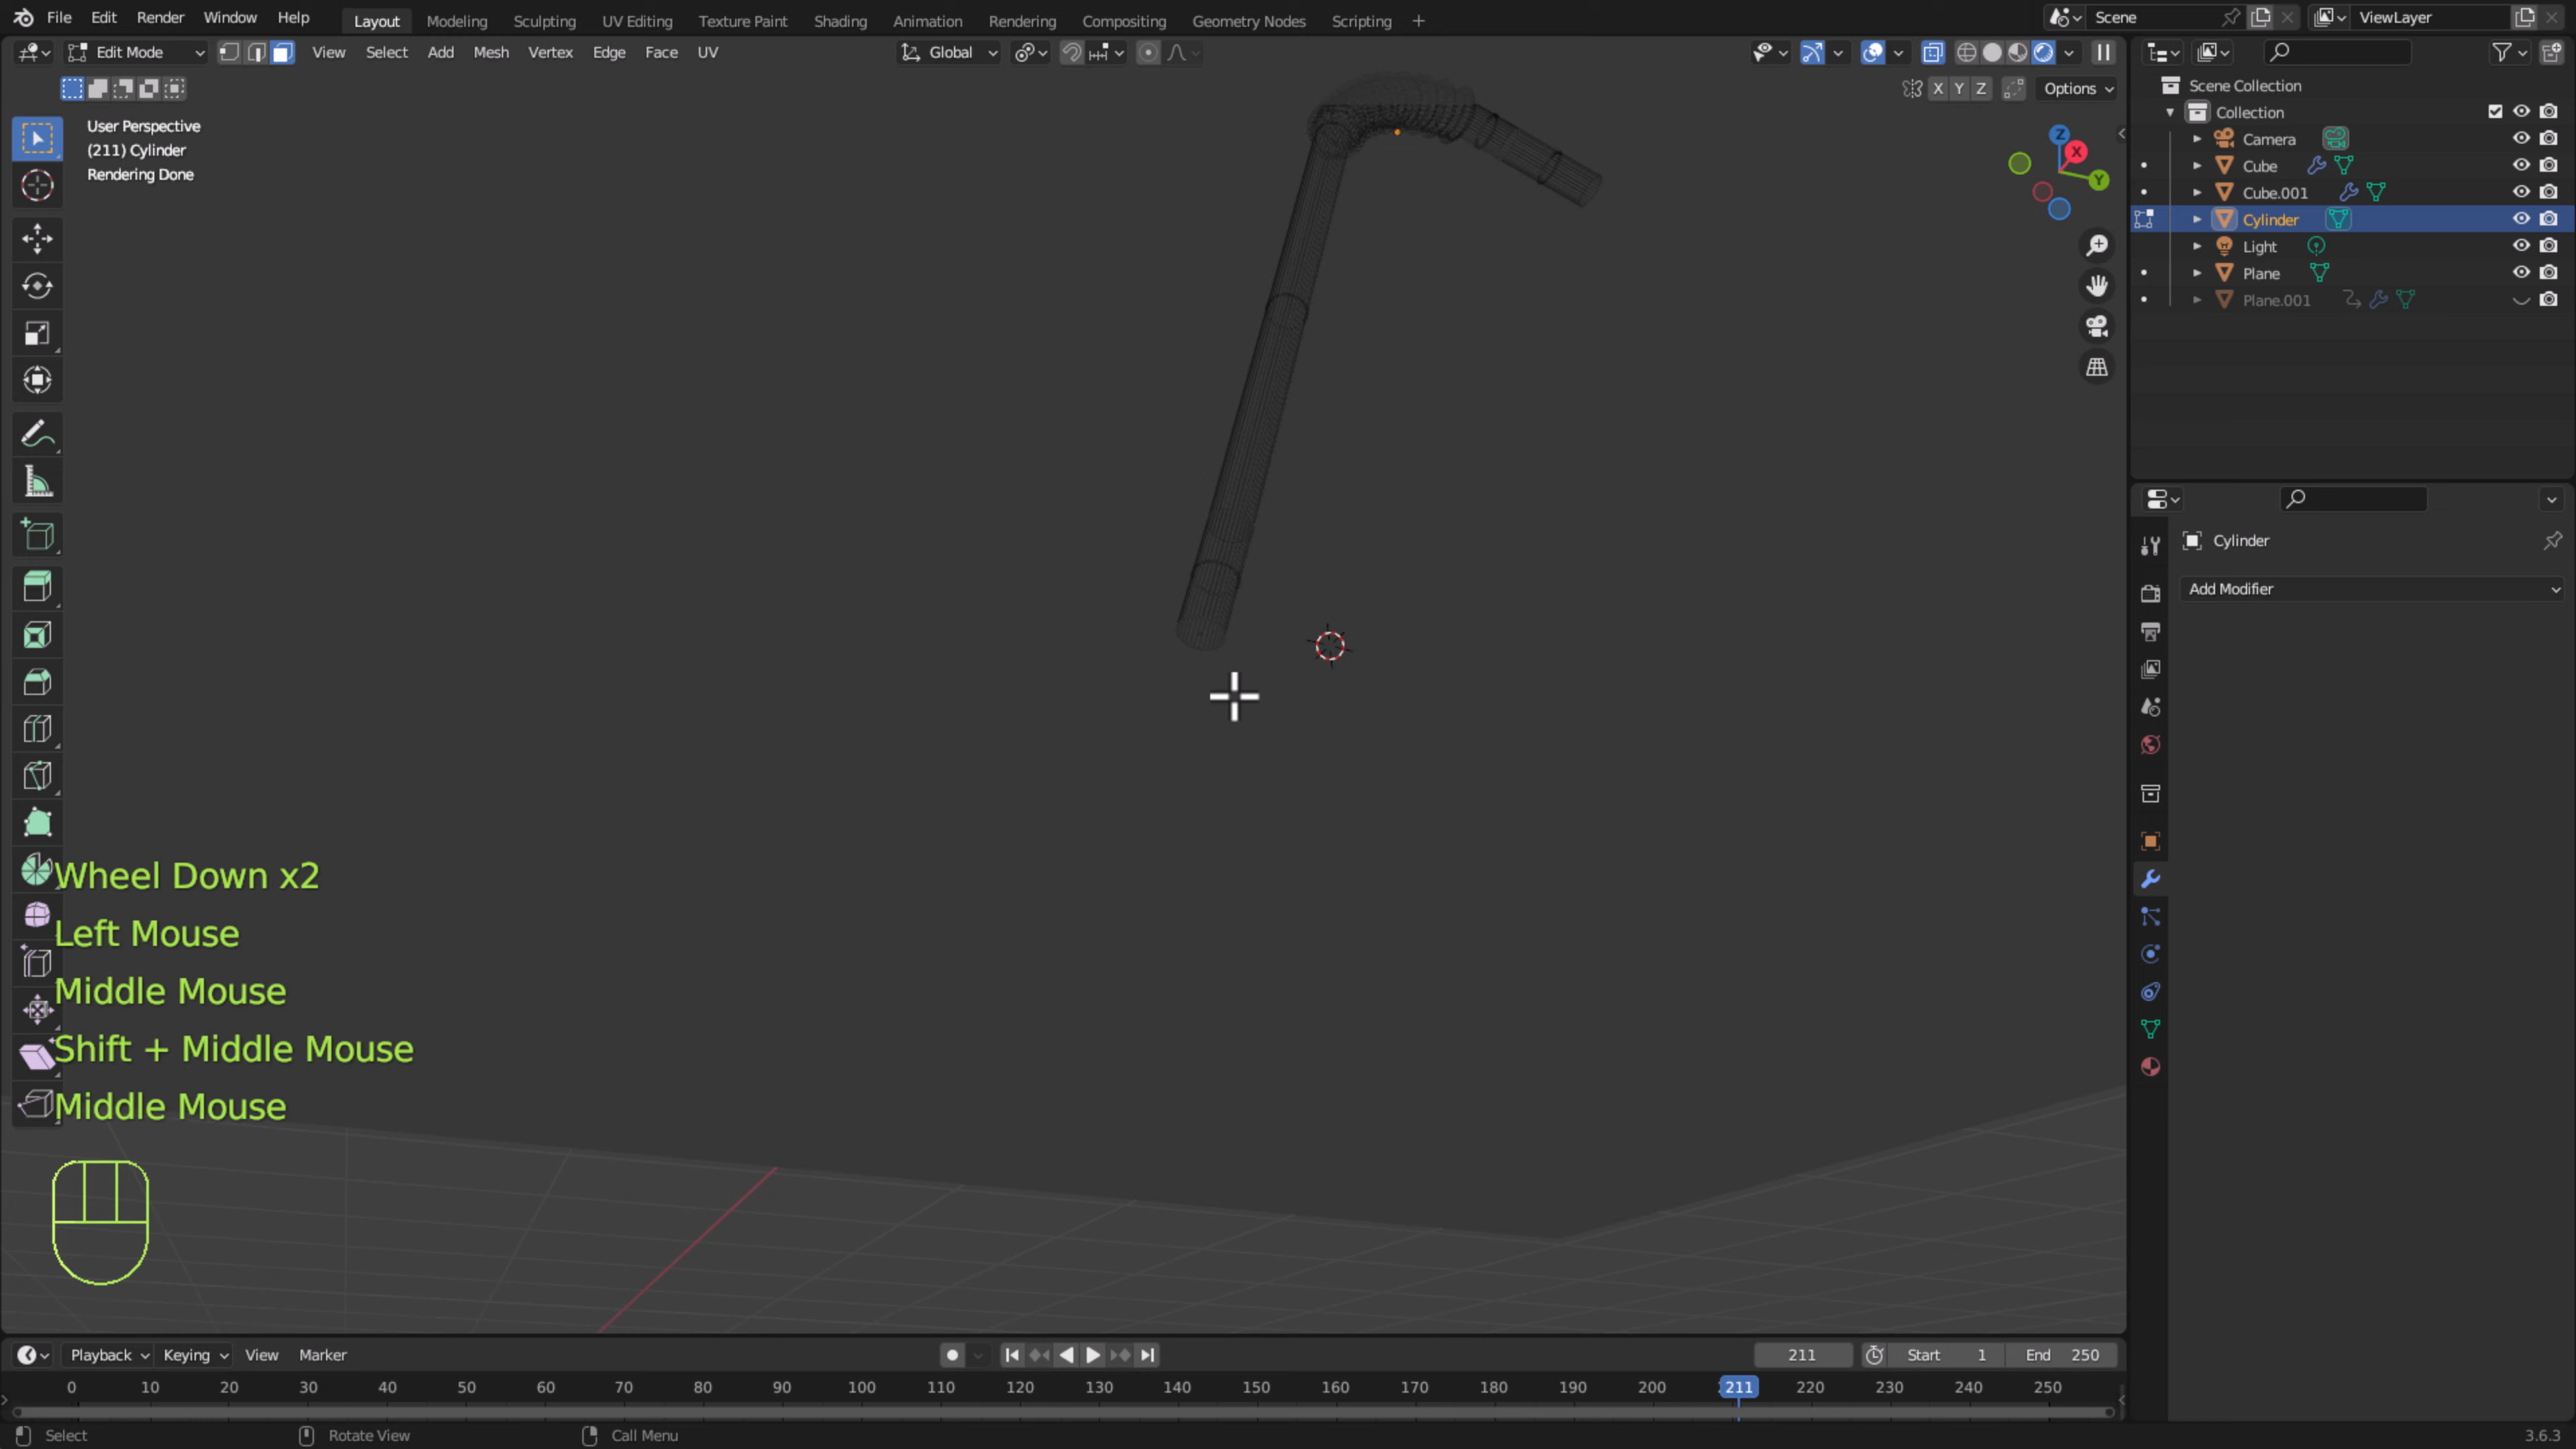 File Edit Render Window Help Layout Modeling Sculpting UV Editing Texture Paint Shading Animation Rendering Compositing Geometry Nodes Scripting + Scene ViewLayer
Edit Mode View Select Add Mesh Vertex Edge Face UV Global
X Y Z Options
User Perspective
(211) Cylinder
Rendering Done
Z
X
Y
Scene Collection
Collection
Camera
Cube
Cube.001
Cylinder
Light
Plane
Plane.001
Cylinder
Add Modifier
Wheel Down x2
Left Mouse
Middle Mouse
Shift + Middle Mouse
Middle Mouse
Playback Keying View Marker 211 Start 1 End 250
0 10 20 30 40 50 60 70 80 90 100 110 120 130 140 150 160 170 180 190 200 211 220 230 240 250
Select Rotate View Call Menu 3.6.3